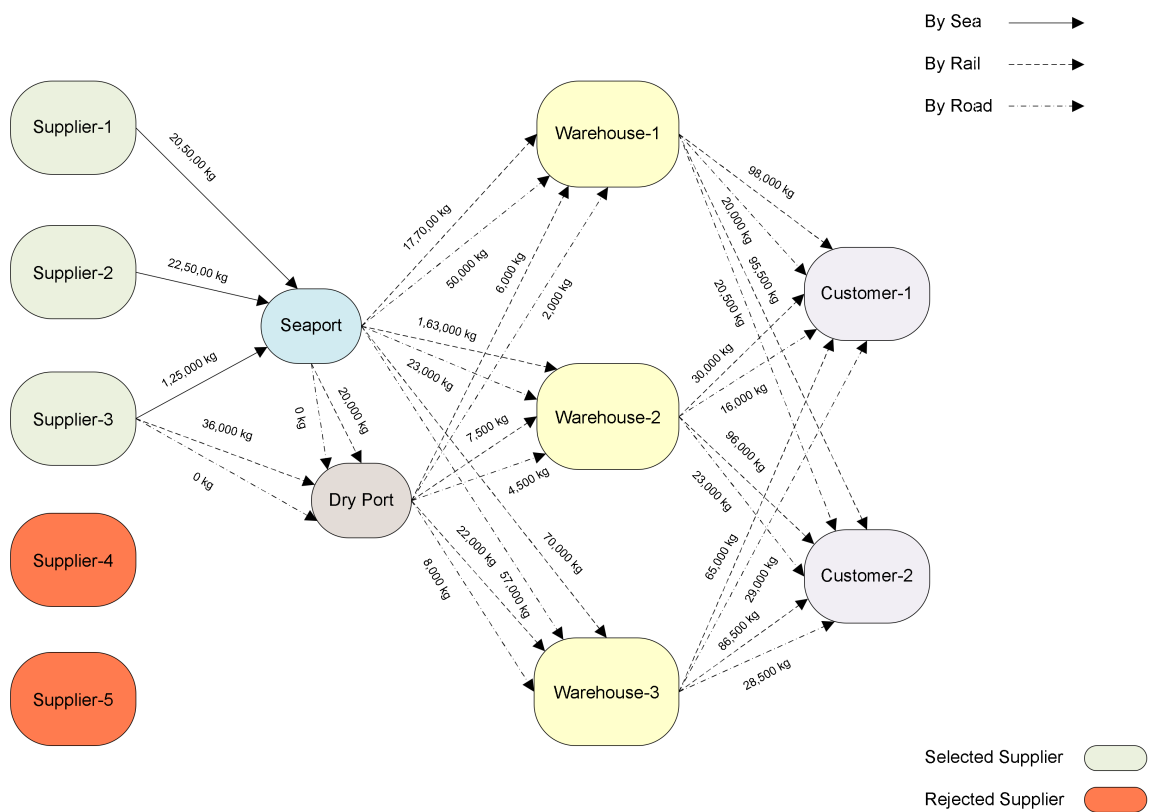 By Sea
By Rail
By Road
Supplier-1
Supplier-2
Supplier-3
Supplier-4
Supplier-5
20,50,00 kg
22,50,00 kg
1,25,000 kg
36,000 kg
0 kg
Seaport
0 kg
20,000 kg
Dry Port
17,70,00 kg
50,000 kg
6,000 kg
2,000 kg
1,63,000 kg
23,000 kg
7,500 kg
4,500 kg
22,000 kg
8,000 kg
57,000 kg
70,000 kg
Warehouse-1
Warehouse-2
Warehouse-3
98,000 kg
20,000 kg
95,500 kg
20,500 kg
30,000 kg
16,000 kg
96,000 kg
23,000 kg
65,000 kg
29,000 kg
86,500 kg
28,500 kg
Customer-1
Customer-2
Selected Supplier
Rejected Supplier